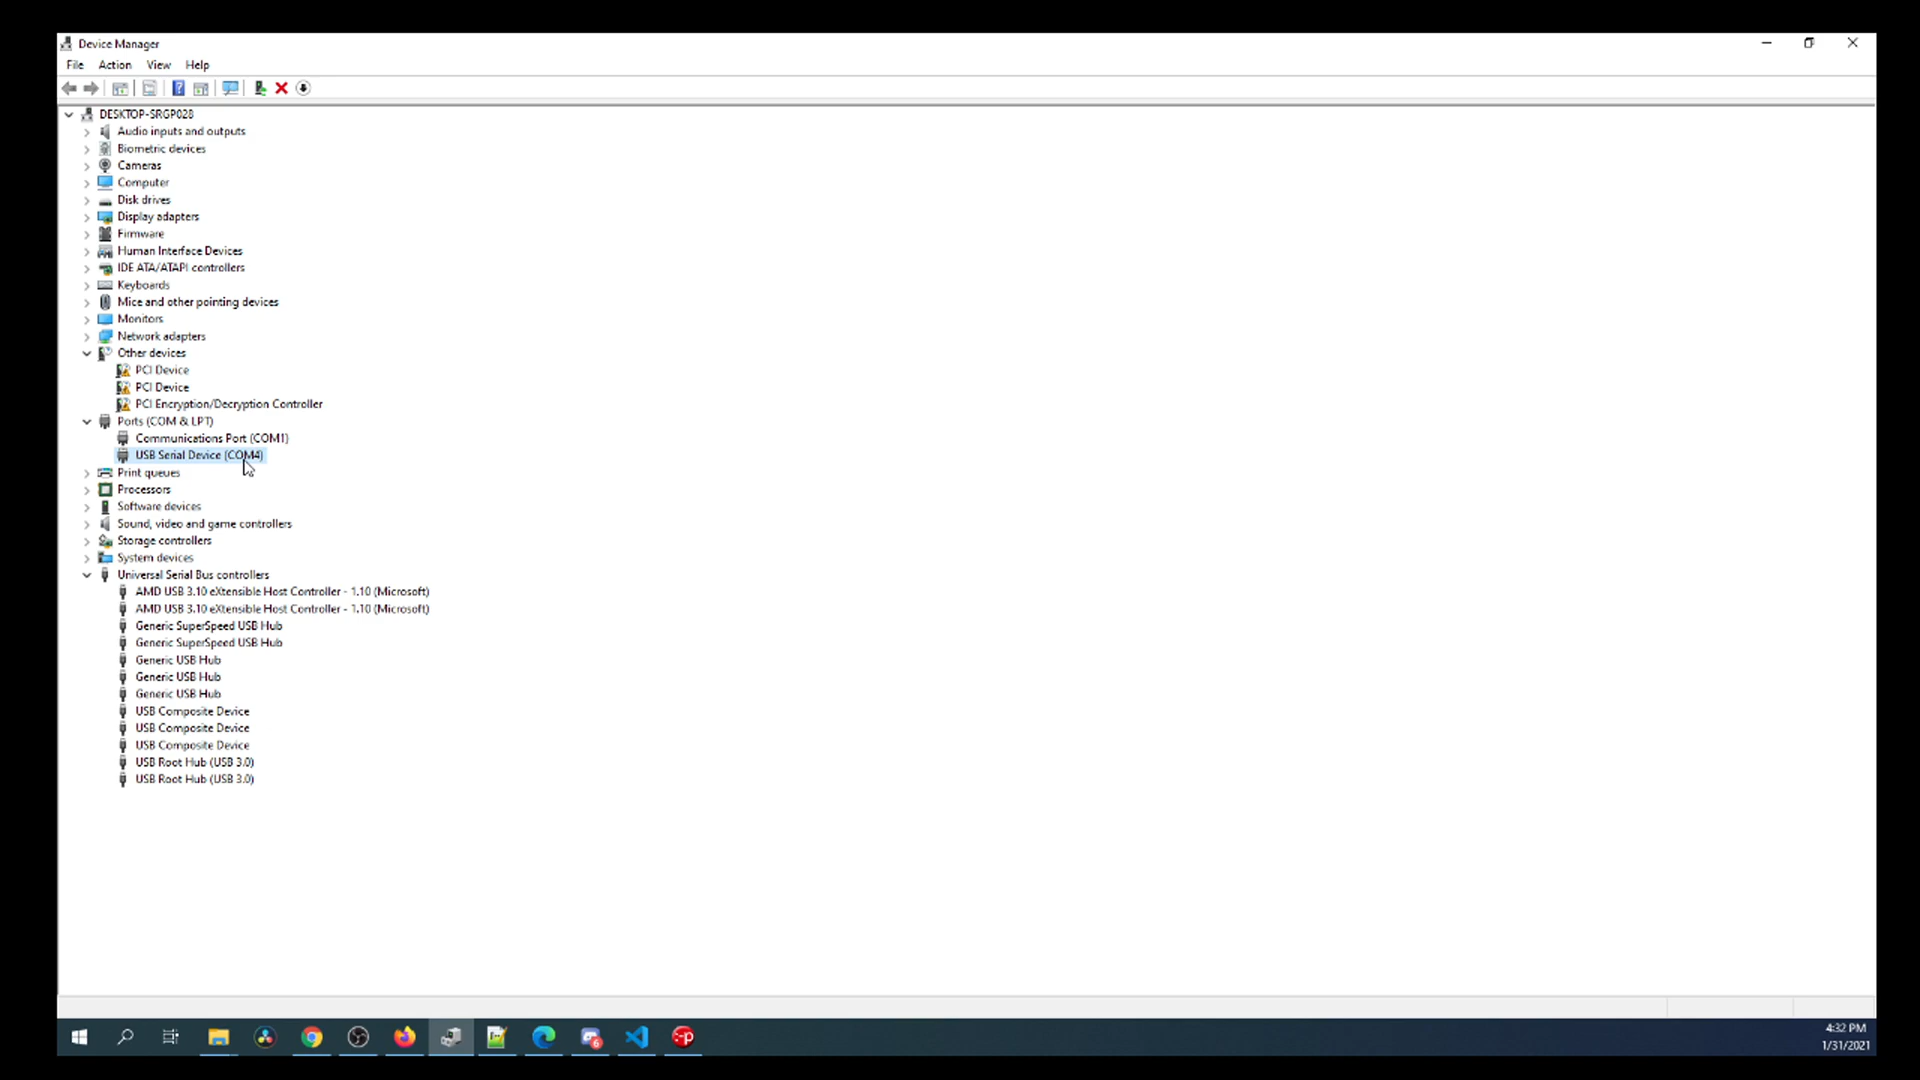 Device Manager
File Action View Help
DESKTOP-SRGP028
Audio inputs and outputs
Biometric devices
Cameras
Computer
Disk drives
Display adapters
Firmware
Human Interface Devices
IDE ATA/ATAPI controllers
Keyboards
Mice and other pointing devices
Monitors
Network adapters
Other devices
PCI Device
PCI Device
PCI Encryption/Decryption Controller
Ports (COM & LPT)
Communications Port (COM1)
USB Serial Device (COM4)
Print queues
Processors
Software devices
Sound, video and game controllers
Storage controllers
System devices
Universal Serial Bus controllers
AMD USB 3.10 eXtensible Host Controller - 1.10 (Microsoft)
AMD USB 3.10 eXtensible Host Controller - 1.10 (Microsoft)
Generic SuperSpeed USB Hub
Generic SuperSpeed USB Hub
Generic USB Hub
Generic USB Hub
Generic USB Hub
USB Composite Device
USB Composite Device
USB Composite Device
USB Root Hub (USB 3.0)
USB Root Hub (USB 3.0)
4:32 PM
1/31/2021